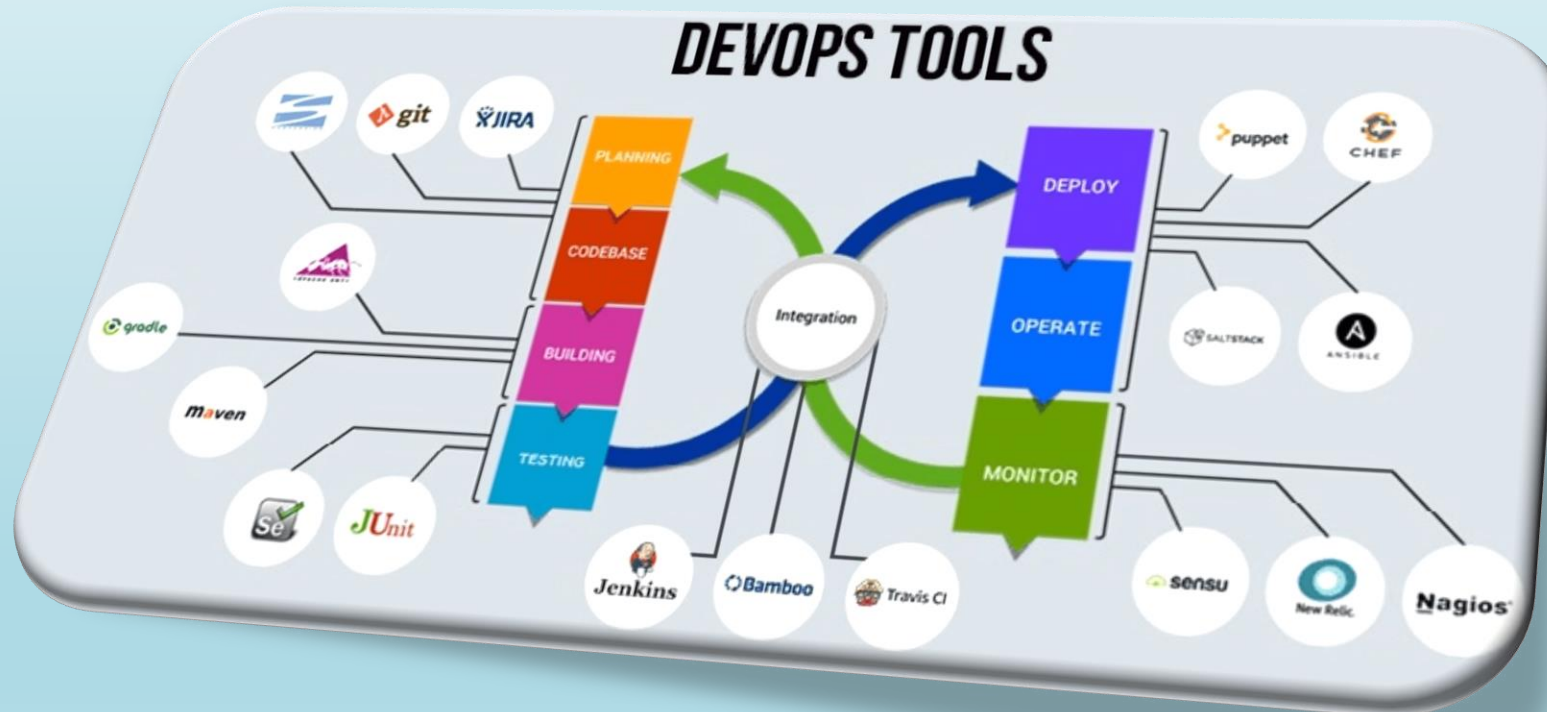 DEVOPS TOOLS
git
JIRA
PLANNING
CODEBASE
BUILDING
TESTING
gradle
maven
Se
JUnit
Integration
Jenkins
Bamboo
Travis CI
DEPLOY
OPERATE
MONITOR
puppet
CHEF
SALTSTACK
A
ANSIBLE
sensu
New Relic.
Nagios